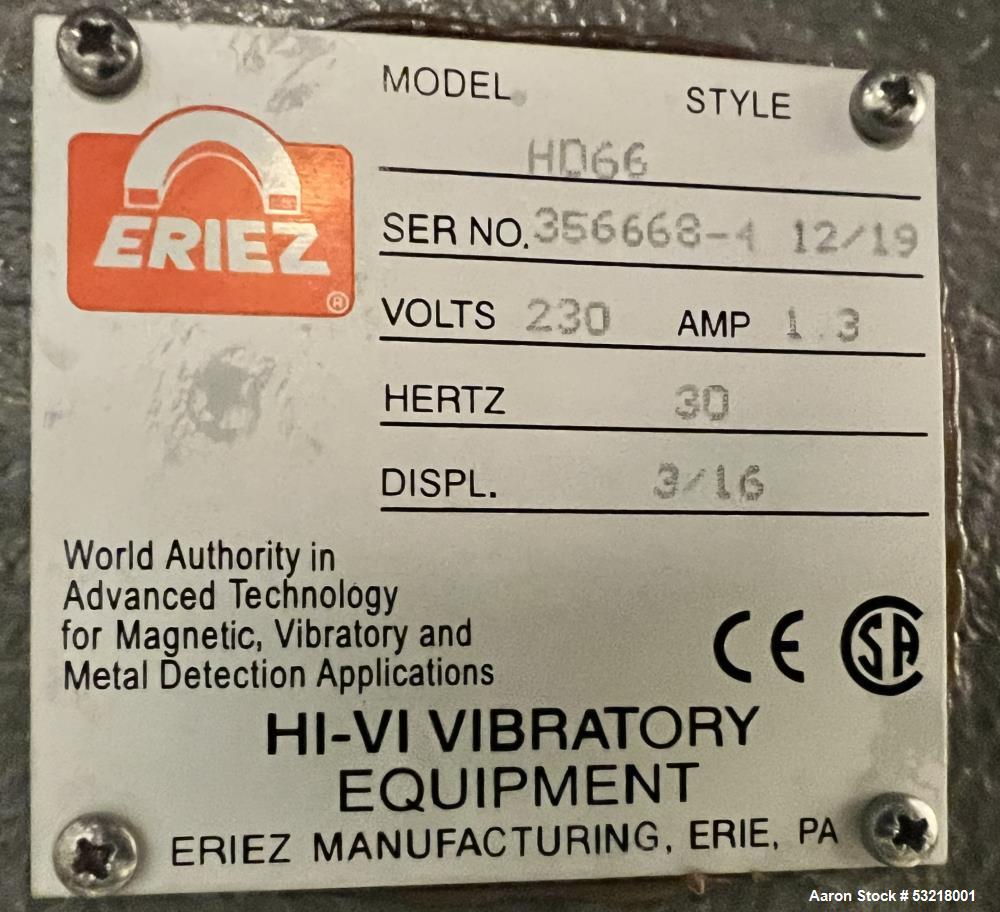 MODEL STYLE
HD66
ERIEZ ®
SER NO. 356668-4 12/19
VOLTS 230 AMP 1.3
HERTZ 30
DISPL. 3/16
World Authority in
Advanced Technology
for Magnetic, Vibratory and
Metal Detection Applications
CE SA
HI-VI VIBRATORY
EQUIPMENT
ERIEZ MANUFACTURING, ERIE, PA
Aaron Stock # 53218001